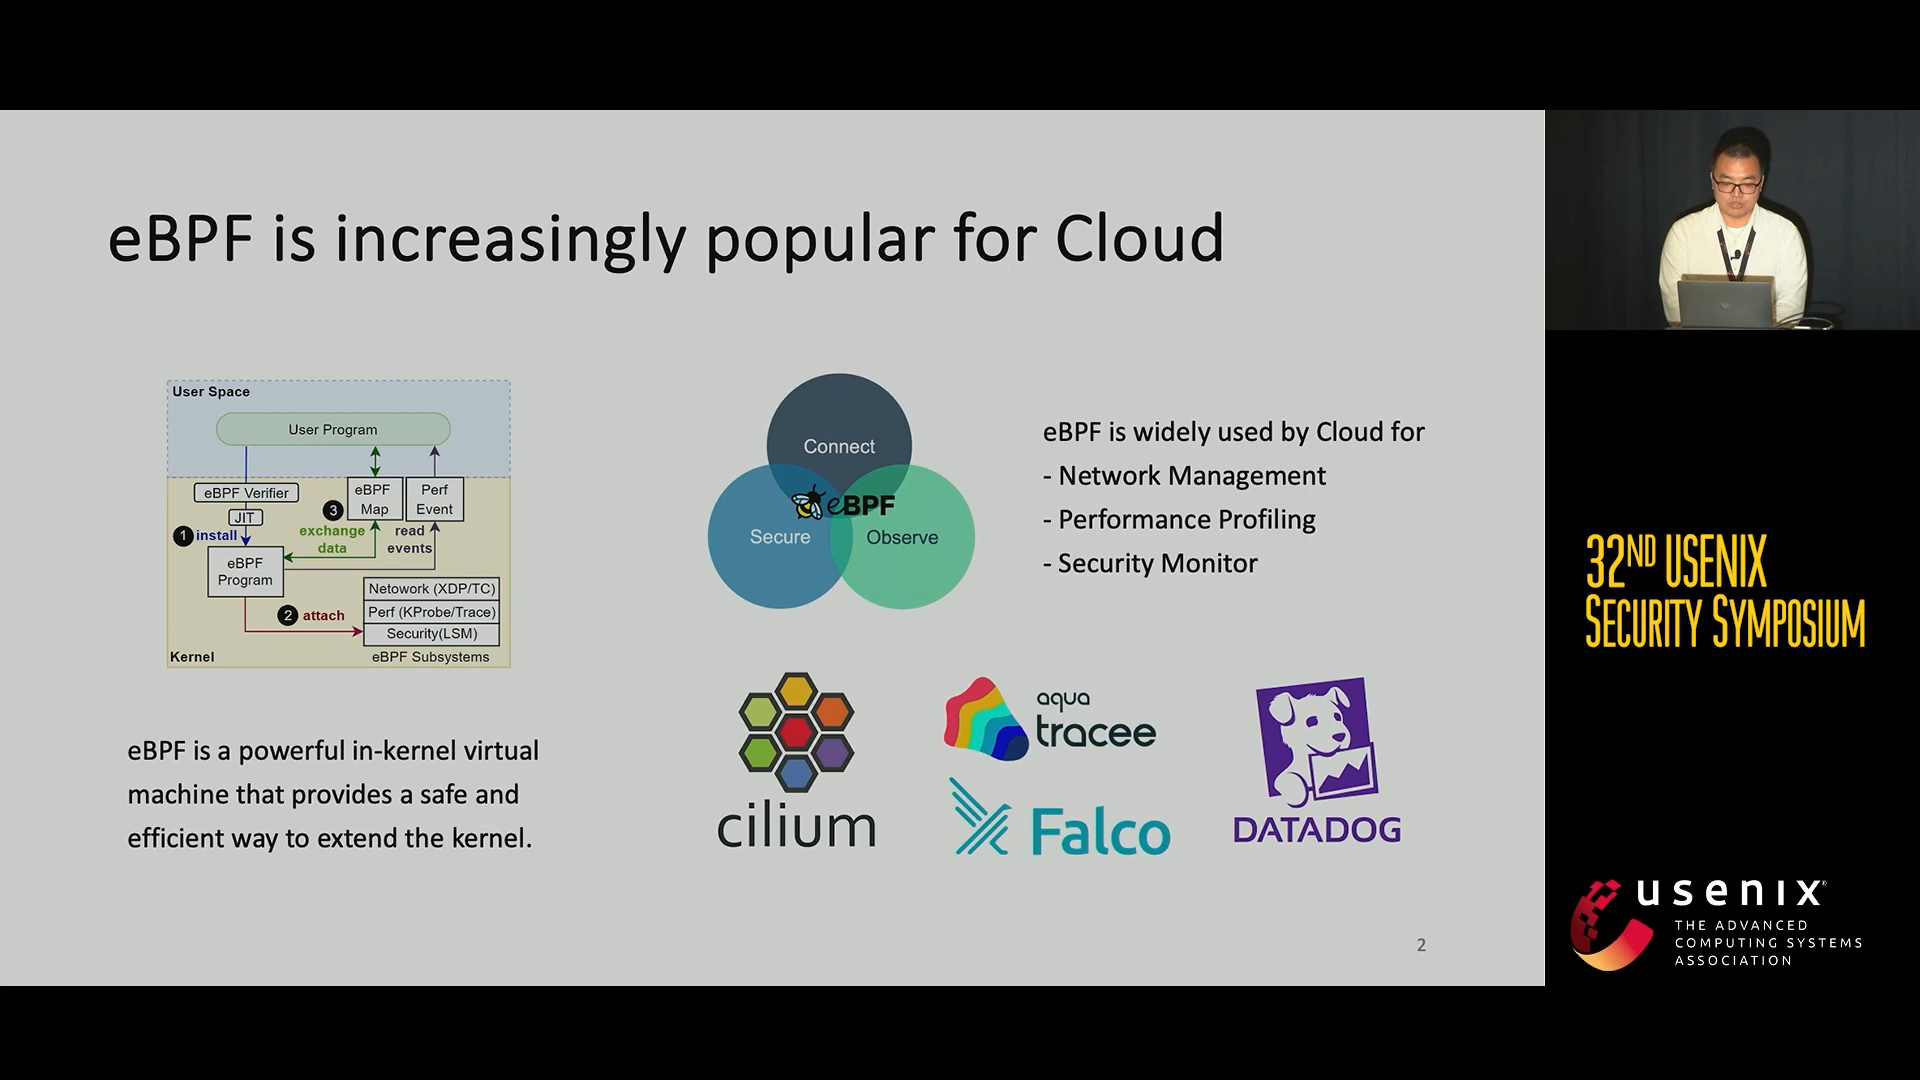 eBPF is increasingly popular for Cloud
User Space
User Program
eBPF Verifier
JIT
1 install
eBPF
Program
3
eBPF
Map
Perf
Event
exchange
data
read
events
2 attach
Netowork (XDP/TC)
Perf (KProbe/Trace)
Security(LSM)
eBPF Subsystems
Kernel
eBPF is a powerful in-kernel virtual
machine that provides a safe and
efficient way to extend the kernel.
Connect
eBPF
Secure
Observe
eBPF is widely used by Cloud for
- Network Management
- Performance Profiling
- Security Monitor
cilium
aqua
tracee
Falco
DATADOG
2
32ND USENIX
SECURITY SYMPOSIUM
usenix®
THE ADVANCED
COMPUTING SYSTEMS
ASSOCIATION